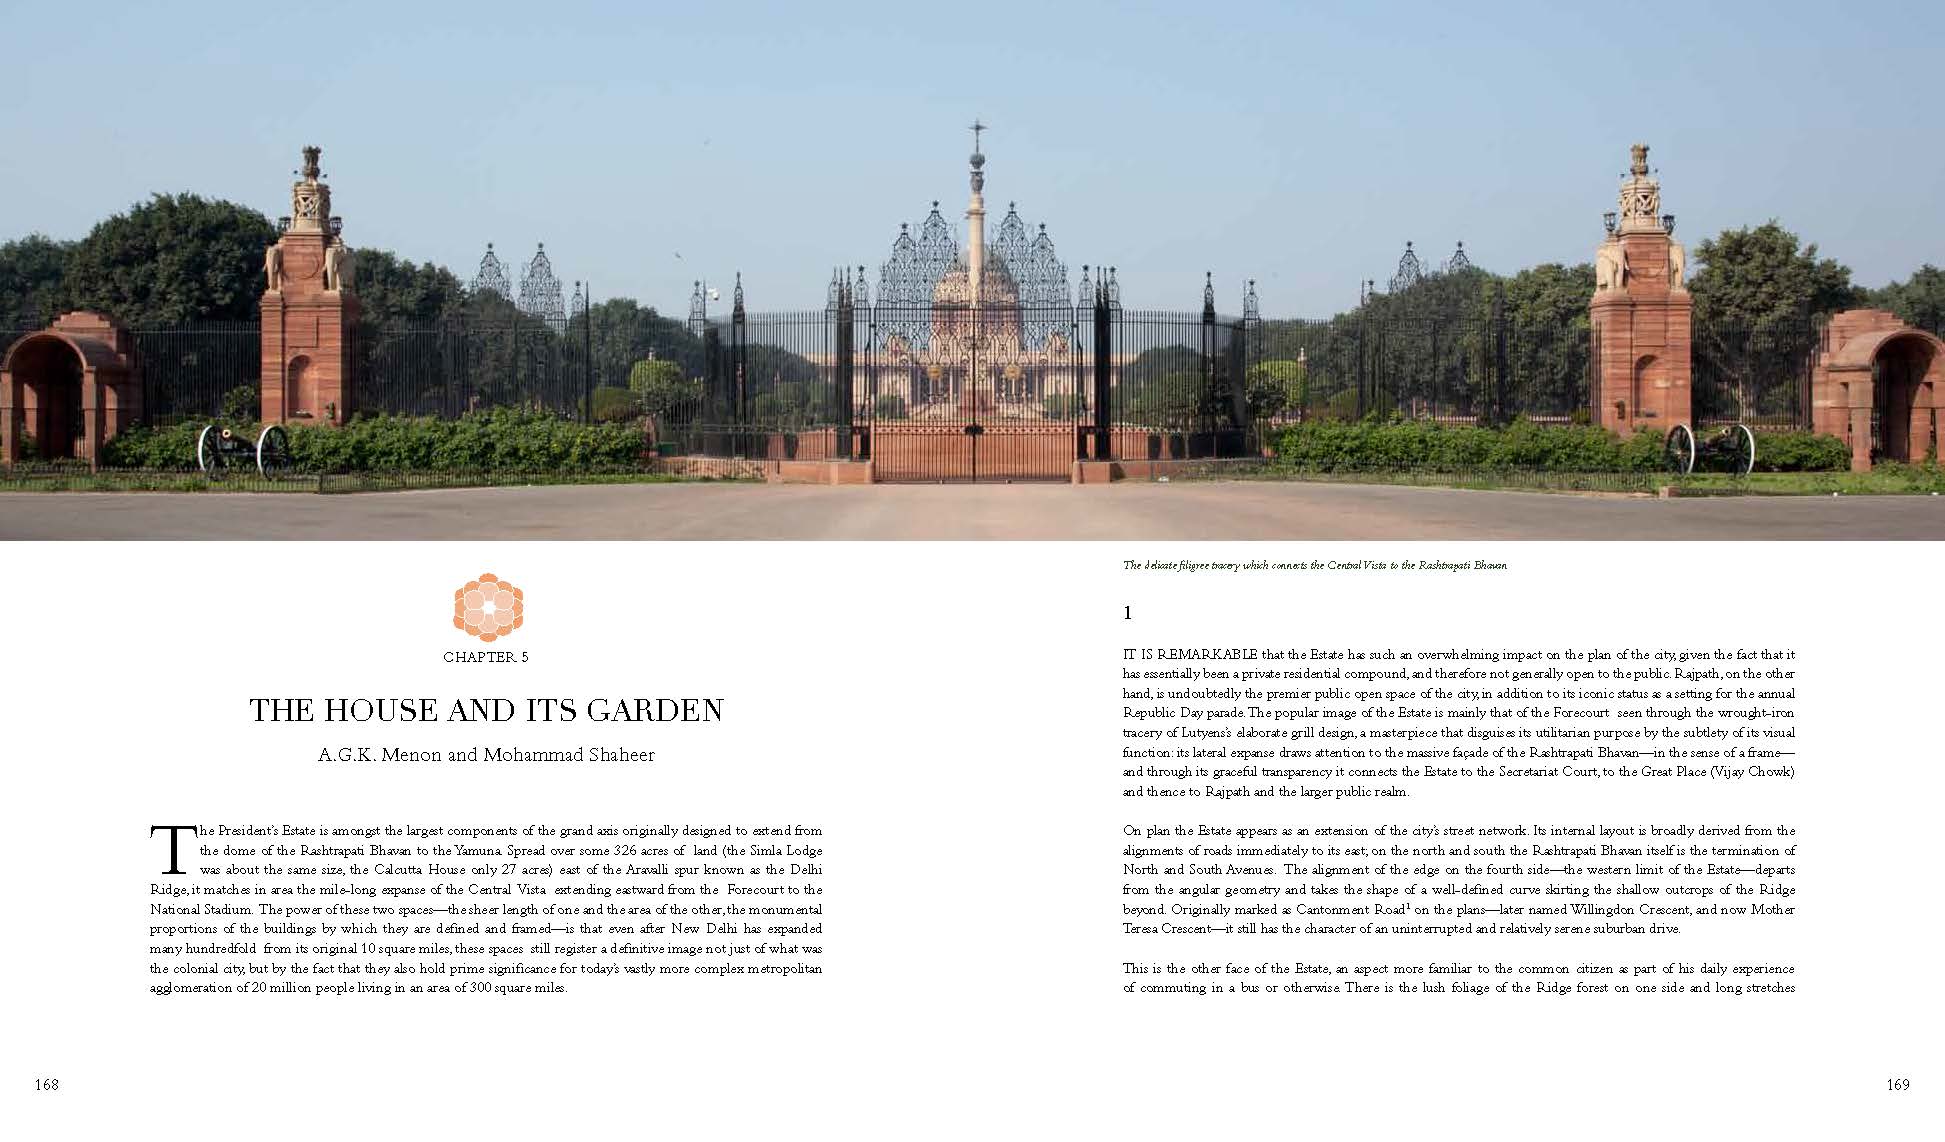 CHAPTER 5
THE HOUSE AND ITS GARDEN
A.G.K. Menon and Mohammad Shaheer
The President's Estate is amongst the largest components of the grand axis originally designed to extend from
the dome of the Rashtrapati Bhavan to the Yamuna. Spread over some 326 acres of land (the Simla Lodge
was about the same size, the Calcutta House only 27 acres) east of the Aravalli spur known as the Delhi
Ridge, it matches in area the mile-long expanse of the Central Vista extending eastward from the Forecourt to the
National Stadium. The power of these two spaces—the sheer length of one and the area of the other, the monumental
proportions of the buildings by which they are defined and framed—is that even after New Delhi has expanded
many hundredfold from its original 10 square miles, these spaces still register a definitive image not just of what was
the colonial city, but by the fact that they also hold prime significance for today's vastly more complex metropolitan
agglomeration of 20 million people living in an area of 300 square miles.
168
The delicate filigree tracery which connects the Central Vista to the Rashtrapati Bhavan
1
IT IS REMARKABLE that the Estate has such an overwhelming impact on the plan of the city, given the fact that it
has essentially been a private residential compound, and therefore not generally open to the public. Rajpath, on the other
hand, is undoubtedly the premier public open space of the city, in addition to its iconic status as a setting for the annual
Republic Day parade. The popular image of the Estate is mainly that of the Forecourt seen through the wrought-iron
tracery of Lutyens's elaborate grill design, a masterpiece that disguises its utilitarian purpose by the subtlety of its visual
function: its lateral expanse draws attention to the massive façade of the Rashtrapati Bhavan—in the sense of a frame—
and through its graceful transparency it connects the Estate to the Secretariat Court, to the Great Place (Vijay Chowk)
and thence to Rajpath and the larger public realm.
On plan the Estate appears as an extension of the city's street network. Its internal layout is broadly derived from the
alignments of roads immediately to its east; on the north and south the Rashtrapati Bhavan itself is the termination of
North and South Avenues. The alignment of the edge on the fourth side—the western limit of the Estate—departs
from the angular geometry and takes the shape of a well-defined curve skirting the shallow outcrops of the Ridge
beyond. Originally marked as Cantonment Road¹ on the plans—later named Willingdon Crescent, and now Mother
Teresa Crescent—it still has the character of an uninterrupted and relatively serene suburban drive.
This is the other face of the Estate, an aspect more familiar to the common citizen as part of his daily experience
of commuting in a bus or otherwise. There is the lush foliage of the Ridge forest on one side and long stretches
169